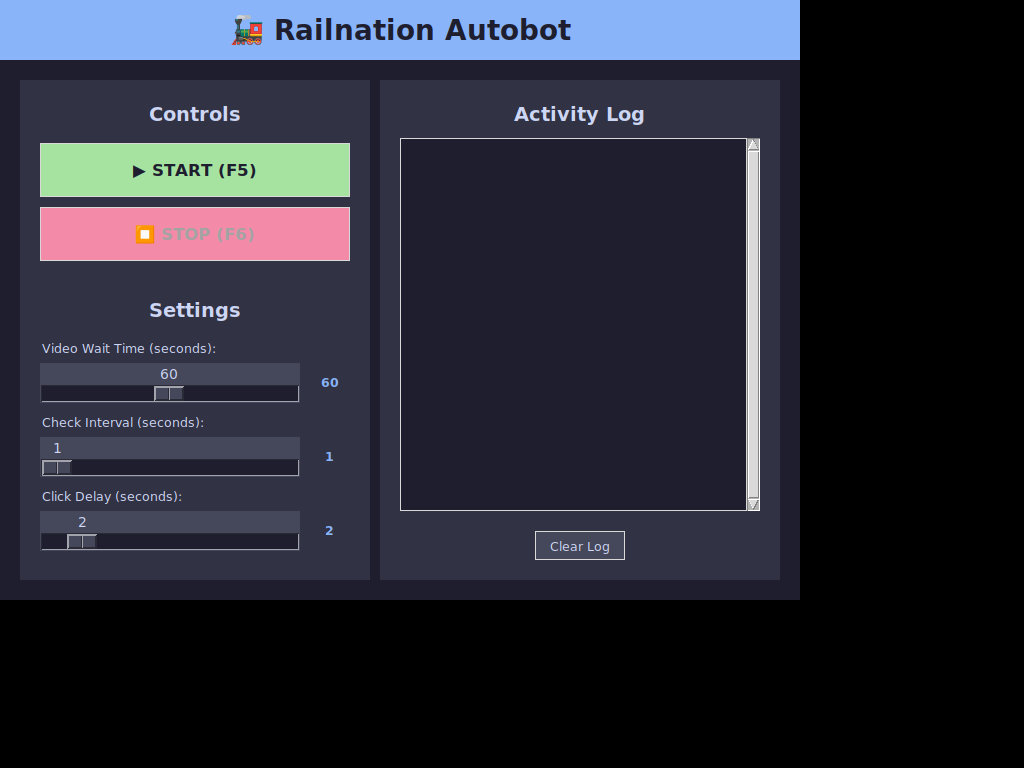 🚂 Railnation Autobot
Controls
▶ START (F5)
⏹ STOP (F6)
Settings
Video Wait Time (seconds):
60
60
Check Interval (seconds):
1
1
Click Delay (seconds):
2
2
Activity Log
Clear Log